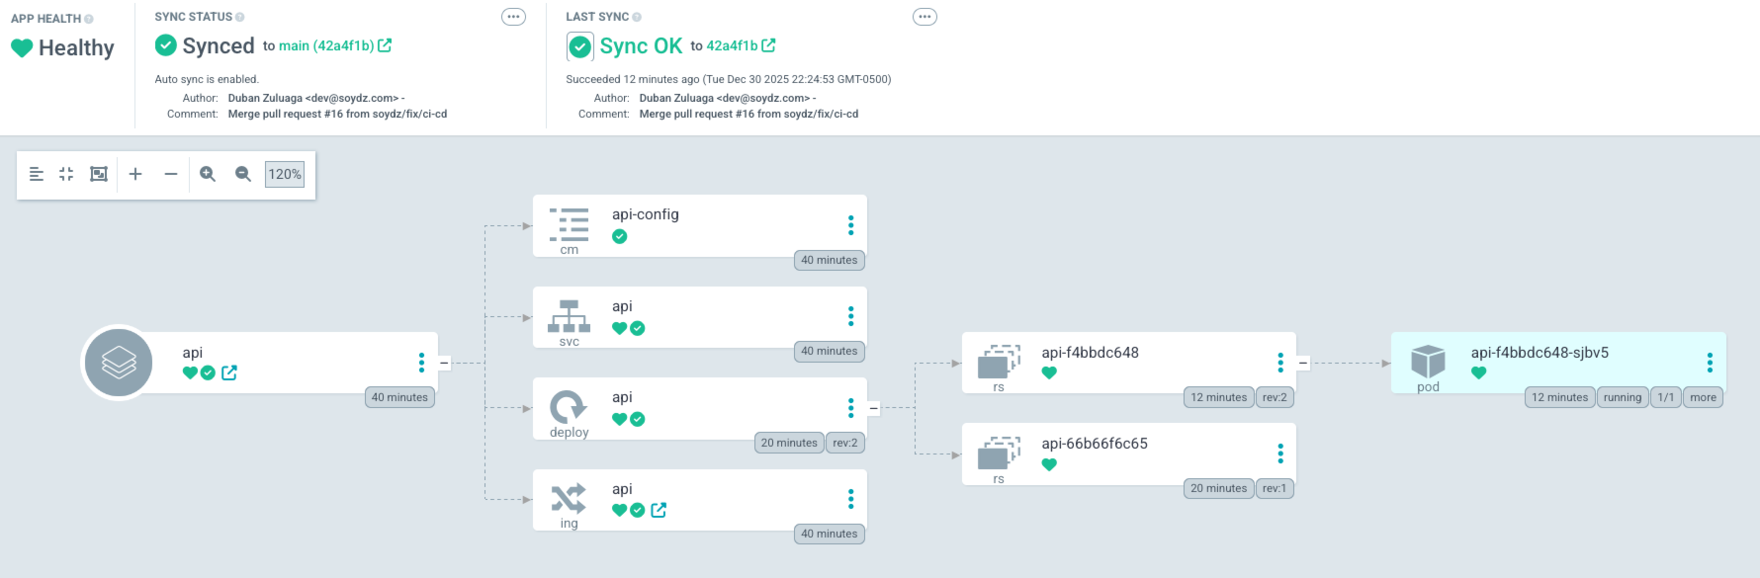 APP HEALTH
Healthy
SYNC STATUS
Synced to main (42a4f1b)
Auto sync is enabled.
Author: Duban Zuluaga <dev@soydz.com> -
Comment: Merge pull request #16 from soydz/fix/ci-cd
LAST SYNC
Sync OK to 42a4f1b
Succeeded 12 minutes ago (Tue Dec 30 2025 22:24:53 GMT-0500)
Author: Duban Zuluaga <dev@soydz.com> -
Comment: Merge pull request #16 from soydz/fix/ci-cd
120%
api
40 minutes
api-config
cm
40 minutes
api
svc
40 minutes
api
deploy
20 minutes rev:2
api
ing
40 minutes
api-f4bbdc648
rs
12 minutes rev:2
api-66b66f6c65
rs
20 minutes rev:1
api-f4bbdc648-sjbv5
pod
12 minutes running 1/1 more